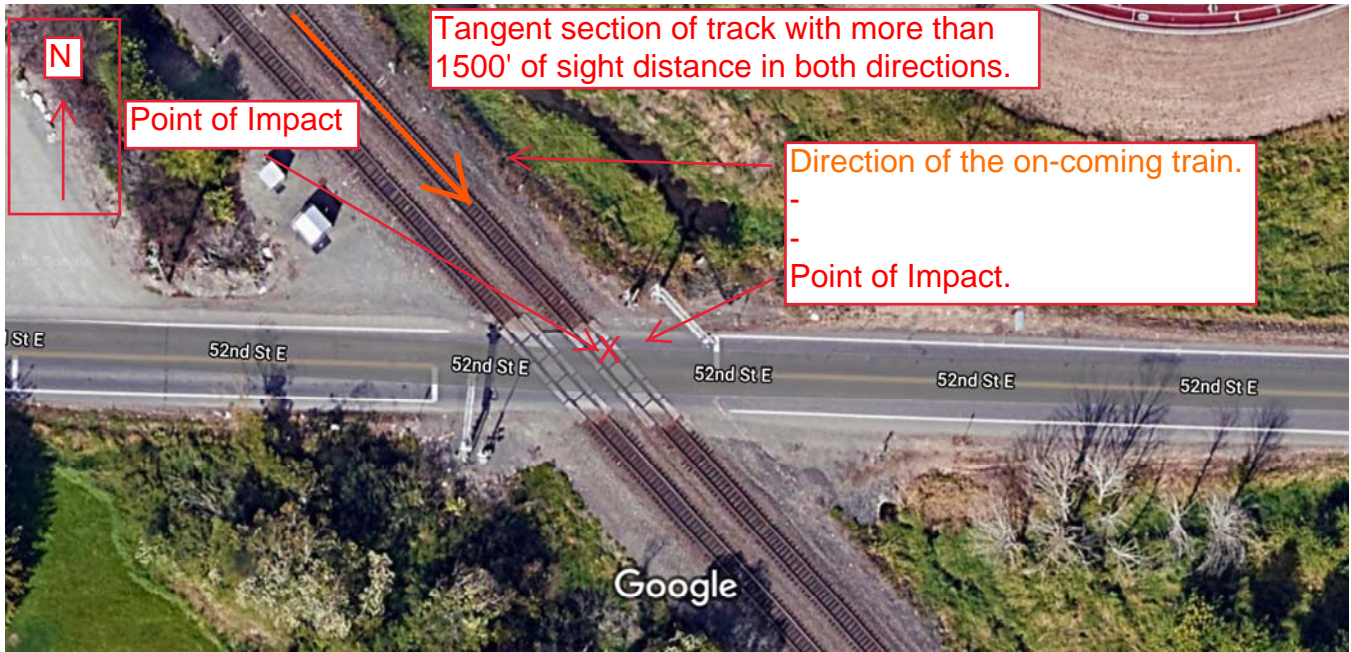 Tangent section of track with more than
1500' of sight distance in both directions.
N
Point of Impact
Direction of the on-coming train.
-
-
Point of Impact.
St E
52nd St E
52nd St E
52nd St E
52nd St E
52nd St E
X
Google